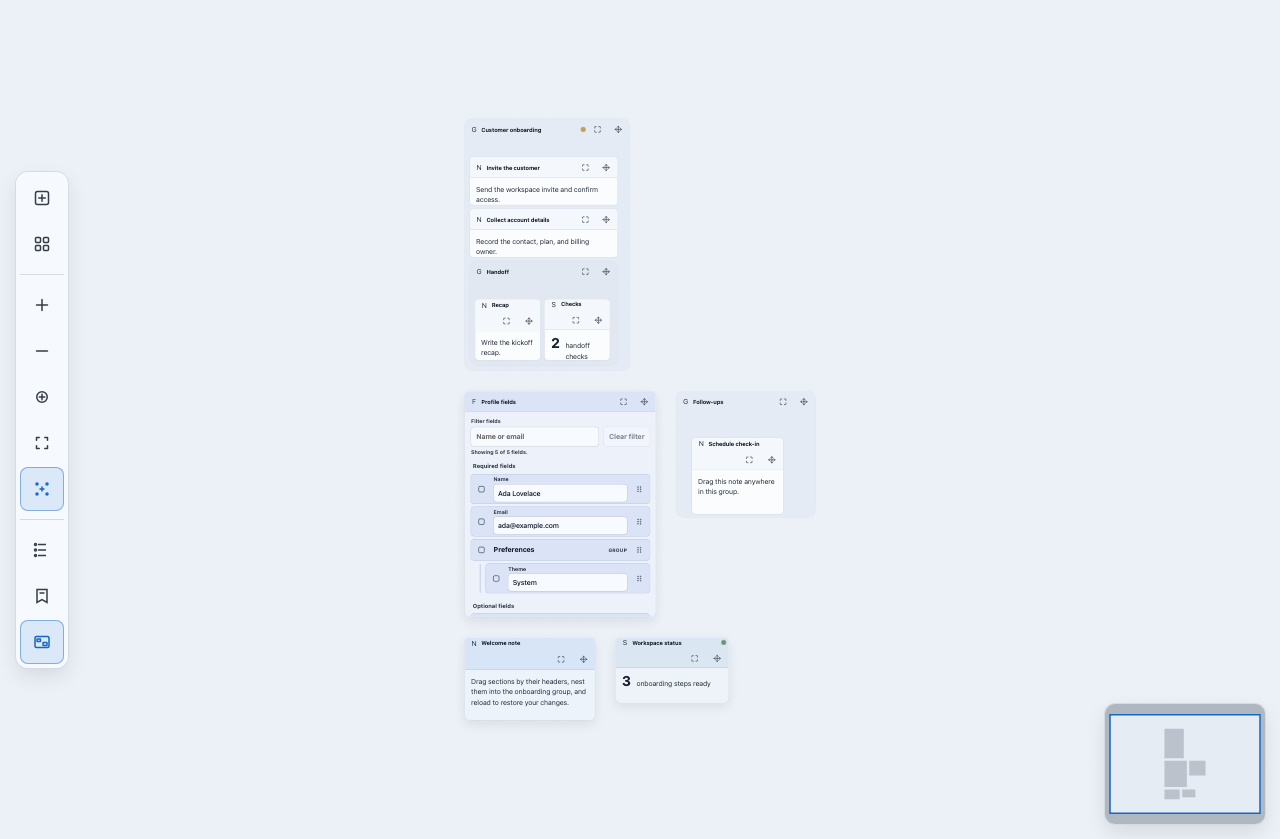 G Customer onboarding
N Invite the customer
Send the workspace invite and confirm
access.
N Collect account details
Record the contact, plan, and billing
owner.
G Handoff
N Recap
Write the kickoff
recap.
S Checks
2 handoff
checks
F Profile fields
Filter fields
Name or email
Clear filter
Showing 5 of 5 fields.
Required fields
Name
Ada Lovelace
Email
ada@example.com
Preferences GROUP
Theme
System
Optional fields
G Follow-ups
N Schedule check-in
Drag this note anywhere
in this group.
N Welcome note
Drag sections by their headers, nest
them into the onboarding group, and
reload to restore your changes.
S Workspace status
3 onboarding steps ready